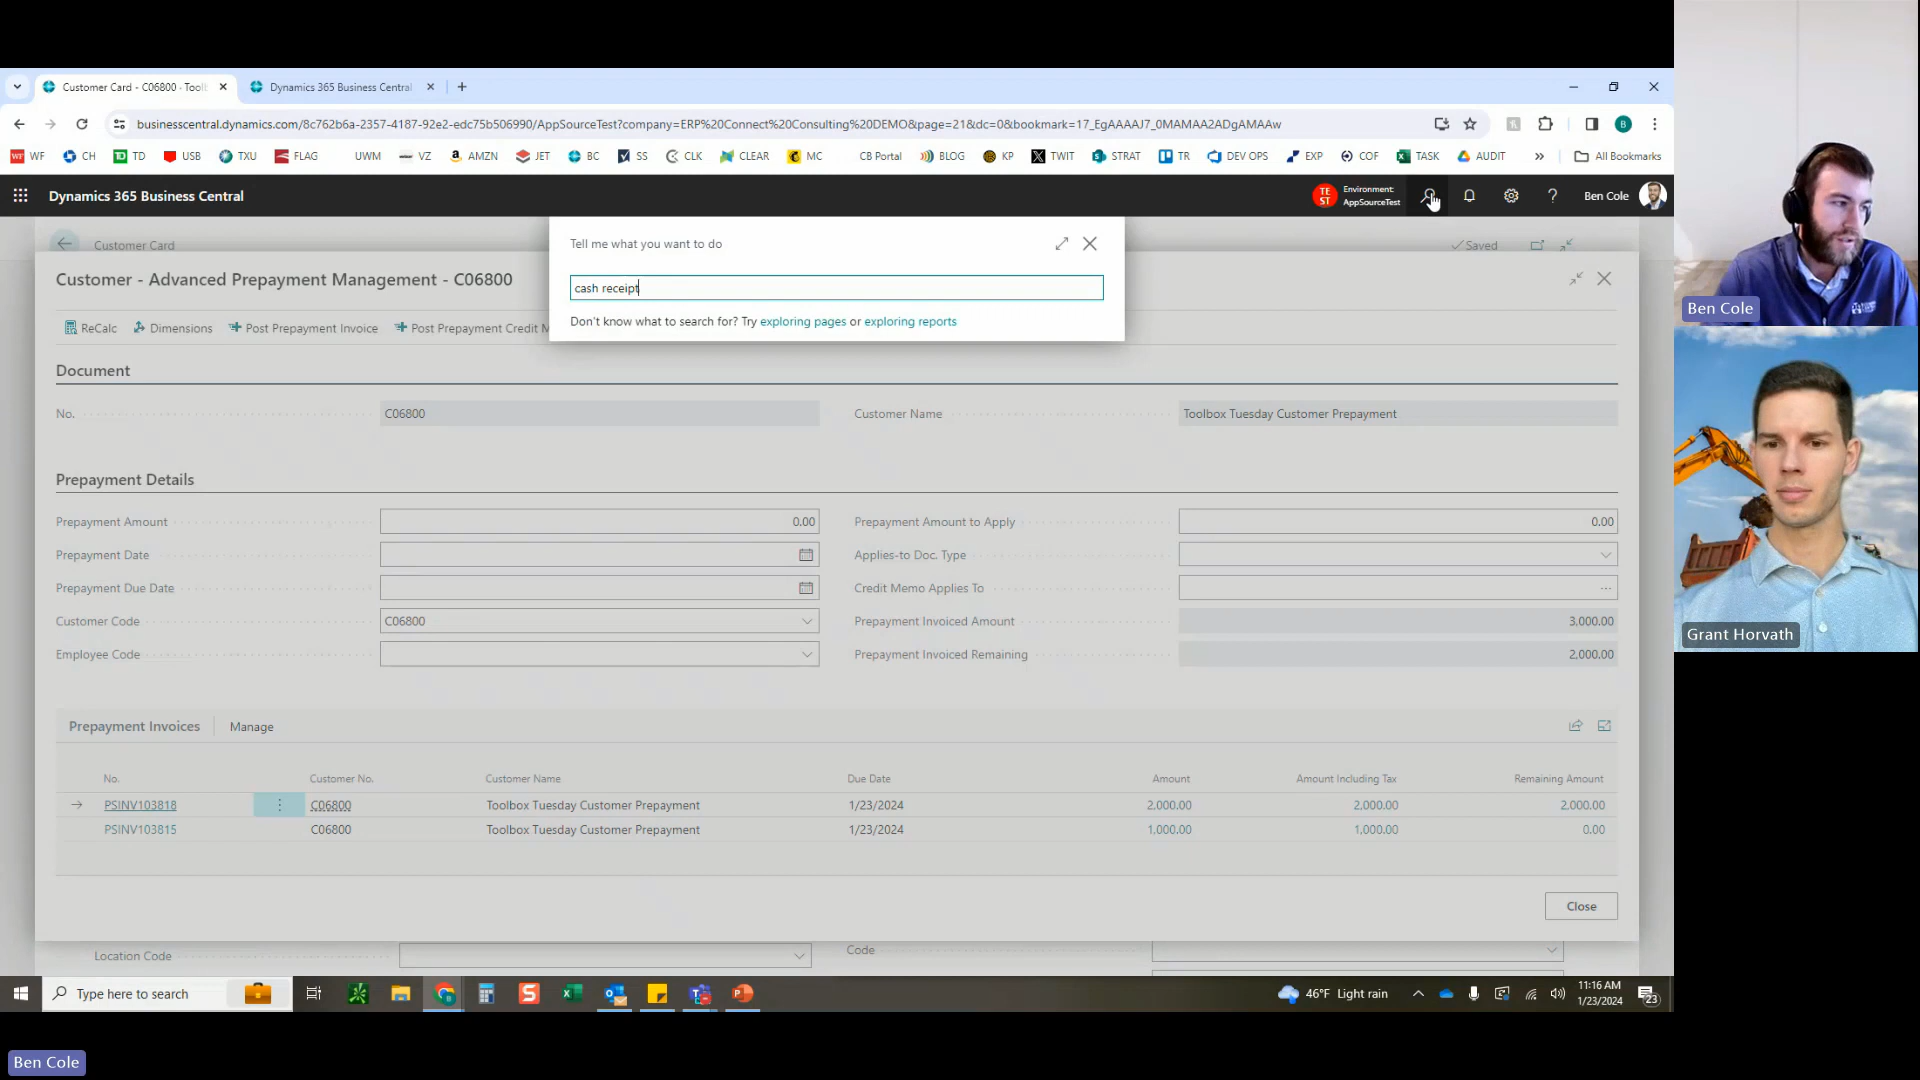 Customer Card - C06800 - Tool
Dynamics 365 Business Central
businesscentral.dynamics.com/8c762b6a-2357-4187-92e2-edc75b506990/AppSourceTest?company=ERP%20Connect%20Consulting%20DEMO&page=21&dc=0&bookmark=17_EgAAAAJ7_0MAMAA2ADgAMAAw
B
WF CH TD USB TXU FLAG UWM VZ AMZN JET BC SS CLK CLEAR MC CB Portal BLOG KP TWIT STRAT TR DEV OPS EXP COF TASK AUDIT » All Bookmarks
Dynamics 365 Business Central
TE
ST
Environment:
AppSourceTest
Ben Cole
Customer Card
Saved
Tell me what you want to do
cash receipt
Don't know what to search for? Try exploring pages or exploring reports
Customer - Advanced Prepayment Management - C06800
ReCalc Dimensions Post Prepayment Invoice Post Prepayment Credit M
Document
No. C06800 Customer Name Toolbox Tuesday Customer Prepayment
Prepayment Details
Prepayment Amount 0.00 Prepayment Amount to Apply 0.00
Prepayment Date Applies-to Doc. Type
Prepayment Due Date Credit Memo Applies To
Customer Code C06800 Prepayment Invoiced Amount 3,000.00
Employee Code Prepayment Invoiced Remaining 2,000.00
Prepayment Invoices Manage
No. Customer No. Customer Name Due Date Amount Amount Including Tax Remaining Amount
PSINV103818 C06800 Toolbox Tuesday Customer Prepayment 1/23/2024 2,000.00 2,000.00 2,000.00
PSINV103815 C06800 Toolbox Tuesday Customer Prepayment 1/23/2024 1,000.00 1,000.00 0.00
Close
Location Code Code
Type here to search
46°F Light rain
11:16 AM
1/23/2024
23
Ben Cole
Grant Horvath
Ben Cole